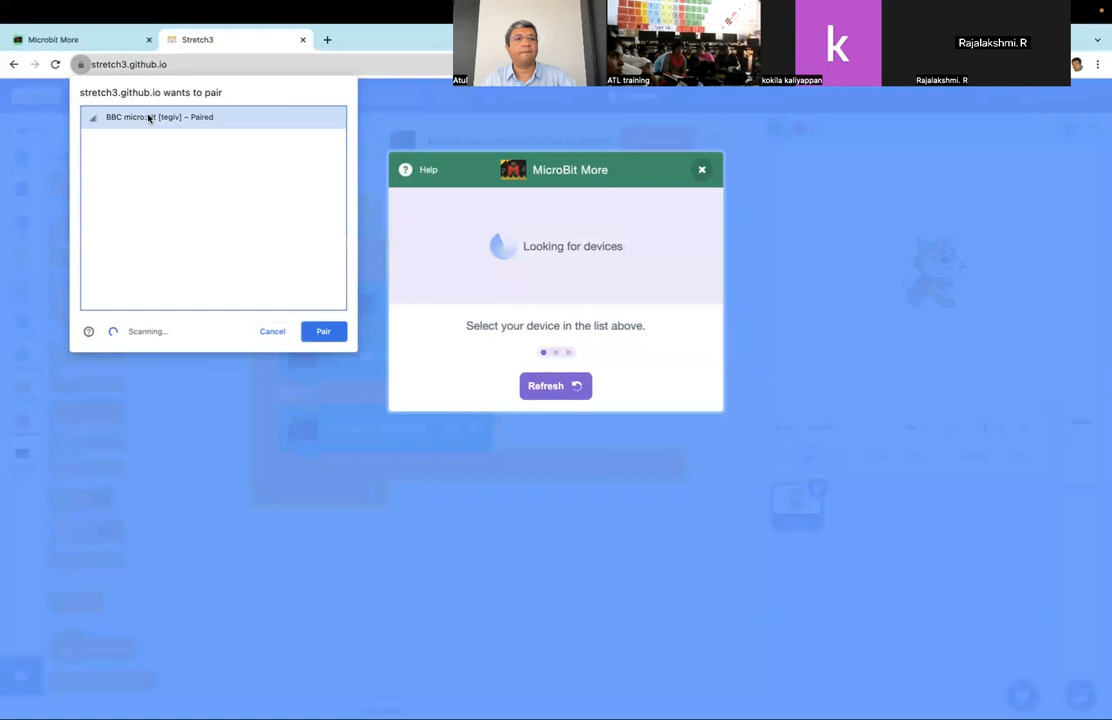 Microbit More
Stretch3
stretch3.github.io
Atul
ATL training
k
kokila kaliyappan
Rajalakshmi. R
Rajalakshmi. R
stretch3.github.io wants to pair
BBC micro:bit [tegiv] – Paired
Scanning...
Cancel
Pair
Help
MicroBit More
Looking for devices
Select your device in the list above.
Refresh